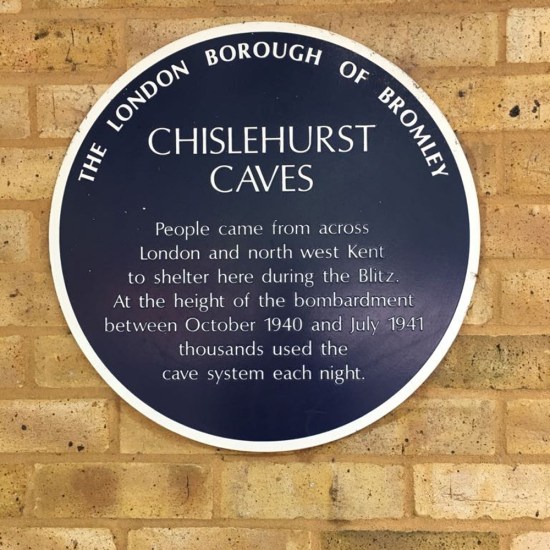 THE LONDON BOROUGH OF BROMLEY
CHISLEHURST
CAVES
People came from across
London and north west Kent
to shelter here during the Blitz.
At the height of the bombardment
between October 1940 and July 1941
thousands used the
cave system each night.